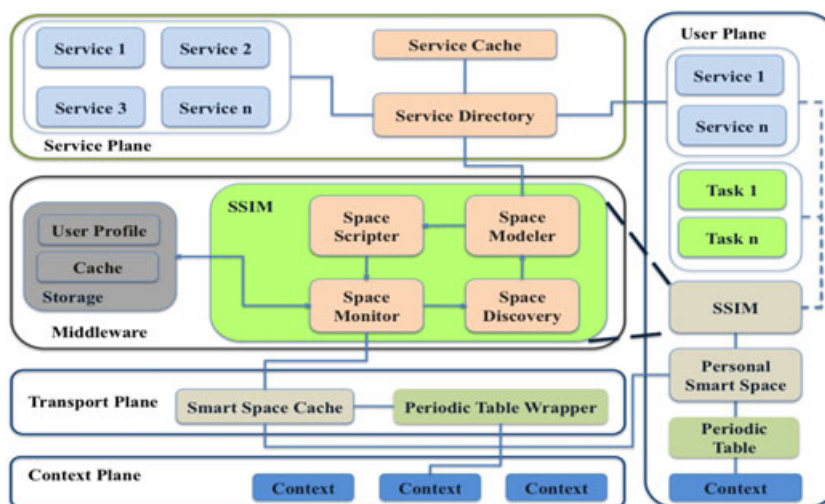 Service 1
Service 2
Service 3
Service n
Service Plane
Service Cache
Service Directory
User Plane
Service 1
Service n
Task 1
Task n
SSIM
Personal
Smart Space
Periodic
Table
Context
SSIM
Space
Scripter
Space
Modeler
Space
Monitor
Space
Discovery
User Profile
Cache
Storage
Middleware
Transport Plane
Smart Space Cache
Periodic Table Wrapper
Context Plane
Context
Context
Context